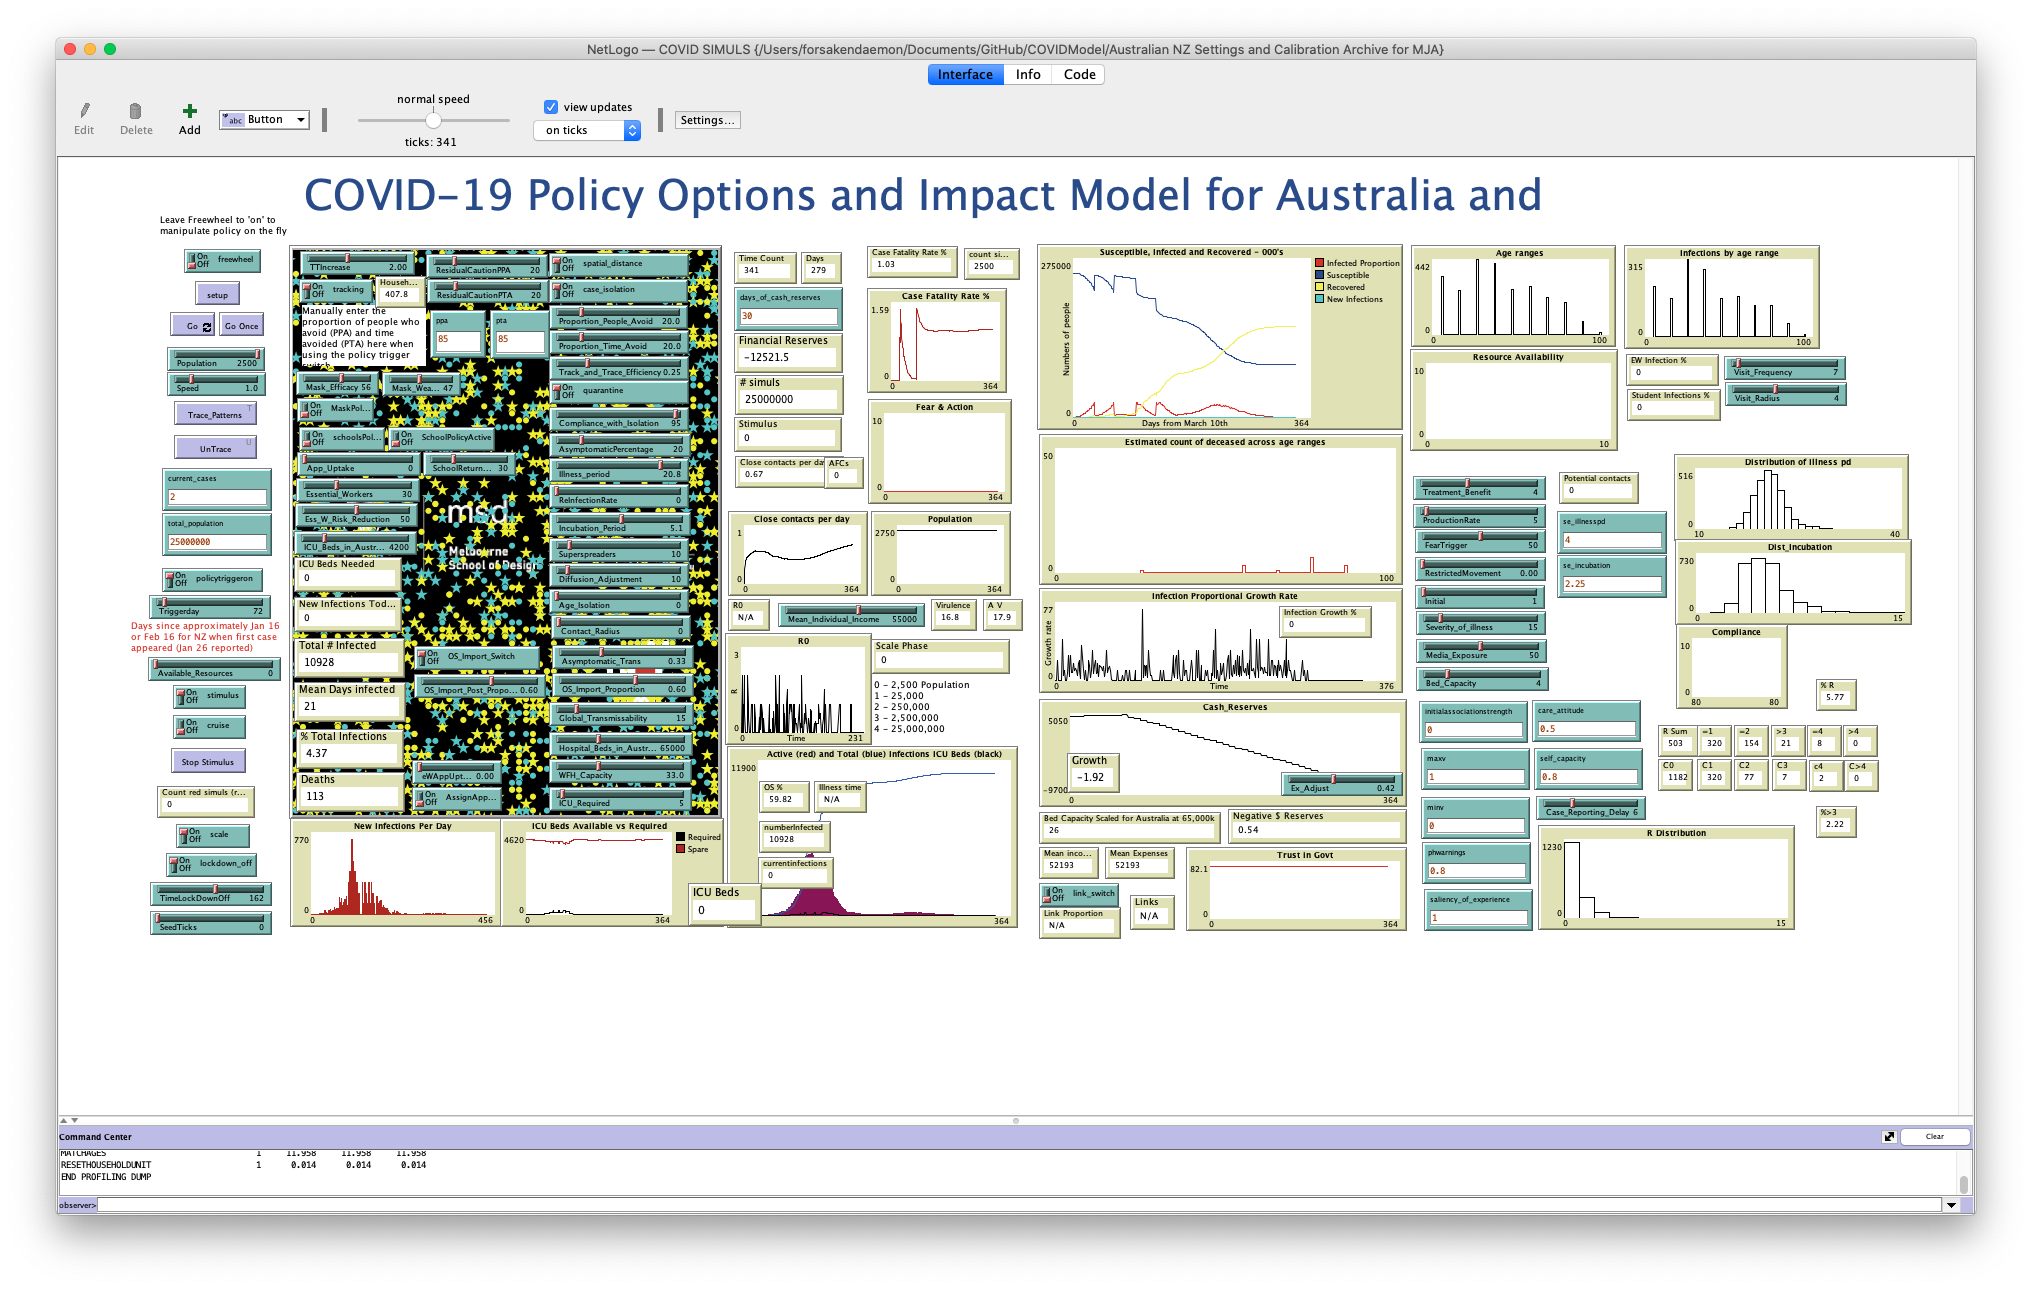 NetLogo — COVID SIMULS {/Users/forsakendaemon/Documents/GitHub/COVIDModel/Australian NZ Settings and Calibration Archive for MJA}
Interface Info Code
Edit
Delete
Add
abc Button
normal speed
ticks: 341
view updates
on ticks
Settings...
COVID-19 Policy Options and Impact Model for Australia and
Leave Freewheel to 'on' to
manipulate policy on the fly
On
Off freewheel
setup
Go
Go Once
Population 2500
Speed 1.0
Trace_Patterns T
UnTrace U
current_cases
2
total_population
25000000
On
Off policytriggeron
Triggerday 72
Days since approximately Jan 16
or Feb 16 for NZ when first case
appeared (Jan 26 reported)
Available_Resources 0
On
Off stimulus
On
Off cruise
Stop Stimulus
Count red simuls (r...
0
On
Off scale
On
Off lockdown_off
TimeLockDownOff 162
SeedTicks 0
TTIncrease 2.00
On
Off tracking
Househ...
407.8
ResidualCautionPPA 20
ResidualCautionPTA 20
Manually enter the
proportion of people who
avoid (PPA) and time
avoided (PTA) here when
using the policy trigger
ppa
85
pta
85
Mask_Efficacy 56
Mask_Wea... 47
On
Off MaskPol...
On
Off schoolsPol...
On
Off SchoolPolicyActive
App_Uptake 0
SchoolReturn... 30
Essential_Workers 30
Ess_W_Risk_Reduction 50
ICU_Beds_in_Austr... 4200
ICU Beds Needed
0
New Infections Tod...
0
Total # Infected
10928
Mean Days infected
21
% Total Infections
4.37
Deaths
113
msd
Melbourne
School of Design
On
Off OS_Import_Switch
OS_Import_Post_Propo... 0.60
eWAppUpt... 0.00
On
Off AssignApp...
On
Off spatial_distance
On
Off case_isolation
Proportion_People_Avoid 20.0
Proportion_Time_Avoid 20.0
Track_and_Trace_Efficiency 0.25
On
Off quarantine
Compliance_with_Isolation 95
AsymptomaticPercentage 20
Illness_period 20.8
ReInfectionRate 0
Incubation_Period 5.1
Superspreaders 10
Diffusion_Adjustment 10
Age_Isolation 0
Contact_Radius 0
Asymptomatic_Trans 0.33
OS_Import_Proportion 0.60
Global_Transmissability 15
Hospital_Beds_in_Austr... 65000
WFH_Capacity 33.0
ICU_Required 5
New Infections Per Day
770
0
0 456
ICU Beds Available vs Required
4620
0
0 364
Required
Spare
ICU Beds
0
Time Count
341
Days
279
days_of_cash_reserves
30
Financial Reserves
-12521.5
# simuls
25000000
Stimulus
0
Close contacts per day
0.67
AFCs
0
Case Fatality Rate %
1.03
count si...
2500
Case Fatality Rate %
1.59
0
0 364
Fear & Action
10
0
0 364
Close contacts per day
1
0
0 364
Population
2750
0
0 364
R0
N/A
Mean_Individual_Income 55000
Virulence
16.8
A V
17.9
R0
3
R
0
0 Time 231
Scale Phase
0
0 - 2,500 Population
1 - 25,000
2 - 250,000
3 - 2,500,000
4 - 25,000,000
Active (red) and Total (blue) Infections ICU Beds (black)
11900
OS %
59.82
Illness time
N/A
numberInfected
10928
currentinfections
0
364
Susceptible, Infected and Recovered - 000's
275000
Numbers of people
0
0 Days from March 10th 364
Infected Proportion
Susceptible
Recovered
New Infections
Estimated count of deceased across age ranges
50
0
0 100
Infection Proportional Growth Rate
77
Growth rate
0
0 Time 376
Infection Growth %
0
Cash_Reserves
5050
-9700
0 364
Growth
-1.92
Ex_Adjust 0.42
Bed Capacity Scaled for Australia at 65,000k
26
Negative $ Reserves
0.54
Mean inco...
52193
Mean Expenses
52193
On
Off link_switch
Link Proportion
N/A
Links
N/A
Trust in Govt
82.1
0
0 364
Age ranges
442
0
0 100
Infections by age range
315
0
0 100
Resource Availability
10
0
0 10
EW Infection %
0
Student Infections %
0
Visit_Frequency 7
Visit_Radius 4
Treatment_Benefit 4
ProductionRate 5
FearTrigger 50
RestrictedMovement 0.00
Initial 1
Severity_of_illness 15
Media_Exposure 50
Bed_Capacity 4
Potential contacts
0
se_illnesspd
4
se_incubation
2.25
Distribution of Illness pd
516
0
10 40
Dist_Incubation
730
0
0 15
Compliance
10
0
80 80
% R
5.77
initialassociationstrength
0
care_attitude
0.5
maxv
1
self_capacity
0.8
minv
0
Case_Reporting_Delay 6
phwarnings
0.8
saliency_of_experience
1
R Sum
503
=1
320
=2
154
>3
21
=4
8
>4
0
C0
1182
C1
320
C2
77
C3
7
c4
2
C>4
0
%>3
2.22
R Distribution
1230
0
0 15
Command Center
Clear
MATCHAGES 1 11.958 11.958 11.958
RESETHOUSEHOLDUNIT 1 0.014 0.014 0.014
END PROFILING DUMP
observer>